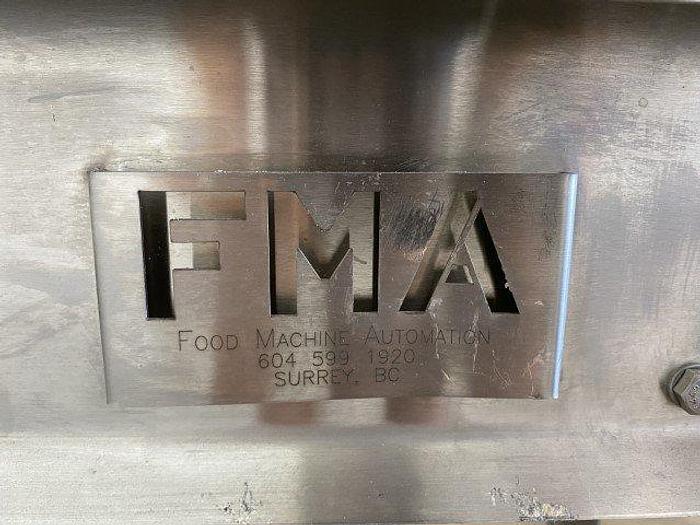 FMA
FOOD MACHINE AUTOMATION
604 599 1920
SURREY, BC